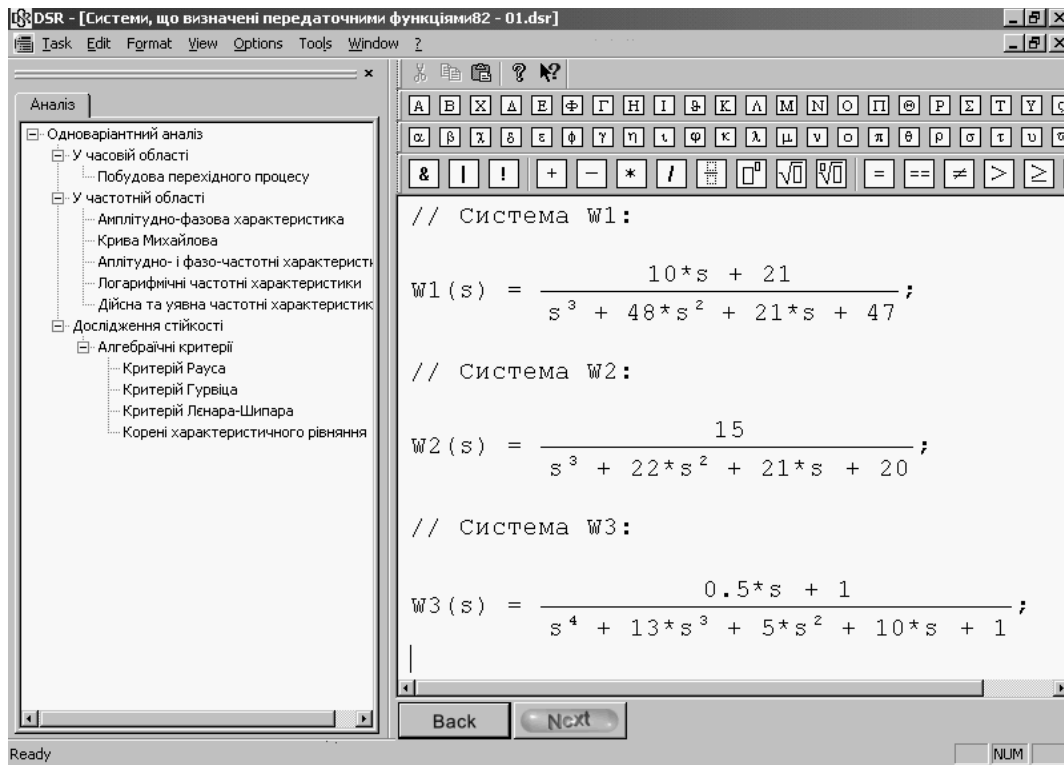 DSR - [Системи, що визначені передаточними функціями82 - 01.dsr]
Task Edit Format View Options Tools Window ?
Аналіз
Одноваріантний аналіз
У часовій області
Побудова перехідного процесу
У частотній області
Амплітудно-фазова характеристика
Крива Михайлова
Аплітудно- і фазо-частотні характеристи
Логарифмічні частотні характеристики
Дійсна та уявна частотні характеристик
Дослідження стійкості
Алгебраїчні критерії
Критерій Рауса
Критерій Гурвіца
Критерій Лєнара-Шипара
Корені характеристичного рівняння
Α Β Χ Δ Ε Φ Γ Η Ι ϑ Κ Λ Μ Ν Ο Π Θ Ρ Σ Τ Υ ς
α β χ δ ε φ γ η ι φ κ λ μ ν ο π θ ρ σ τ υ ϖ
& | ! + − * / = == ≠ > ≥
// Система W1:
W1(s) = (10*s + 21) / (s³ + 48*s² + 21*s + 47);
// Система W2:
W2(s) = 15 / (s³ + 22*s² + 21*s + 20);
// Система W3:
W3(s) = (0.5*s + 1) / (s⁴ + 13*s³ + 5*s² + 10*s + 1);
Back Next
Ready NUM